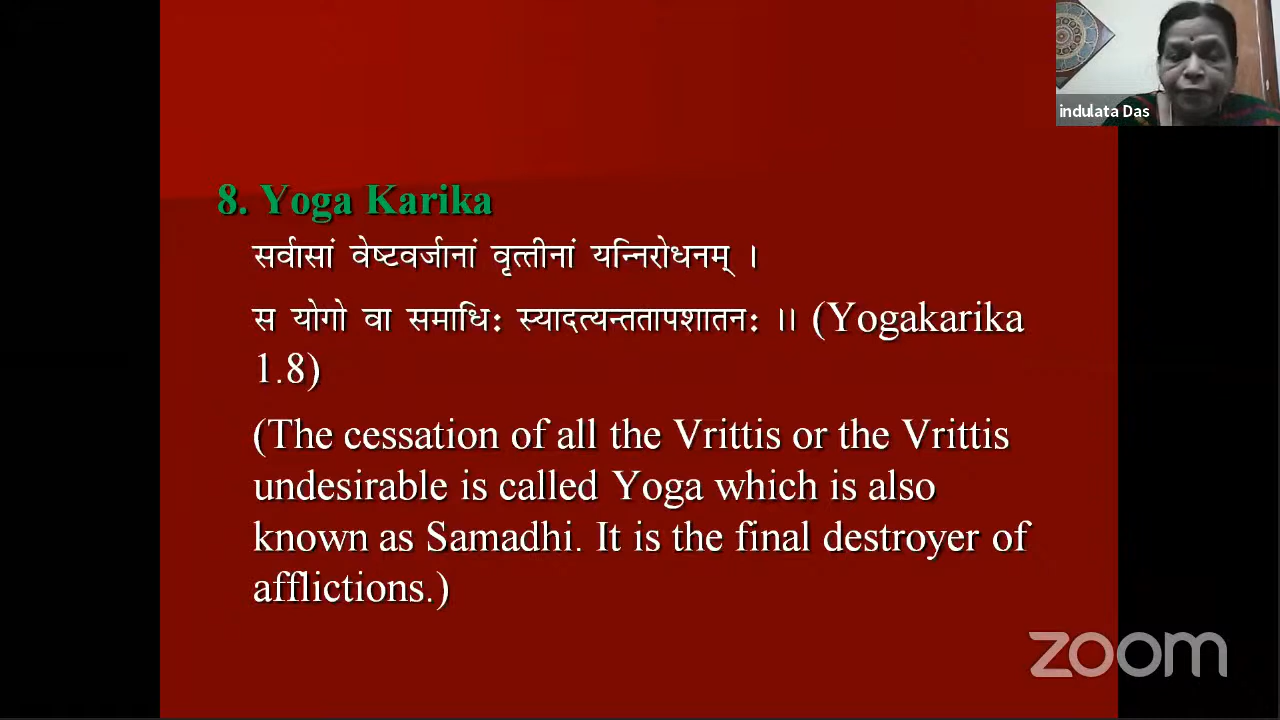 indulata Das
8. Yoga Karika
सर्वासां वेष्टवर्जानां वृत्तीनां यन्निरोधनम् ।
स योगो वा समाधिः स्यादत्यन्ततापशातनः ।। (Yogakarika
1.8)
(The cessation of all the Vrittis or the Vrittis
undesirable is called Yoga which is also
known as Samadhi. It is the final destroyer of
afflictions.)
zoom